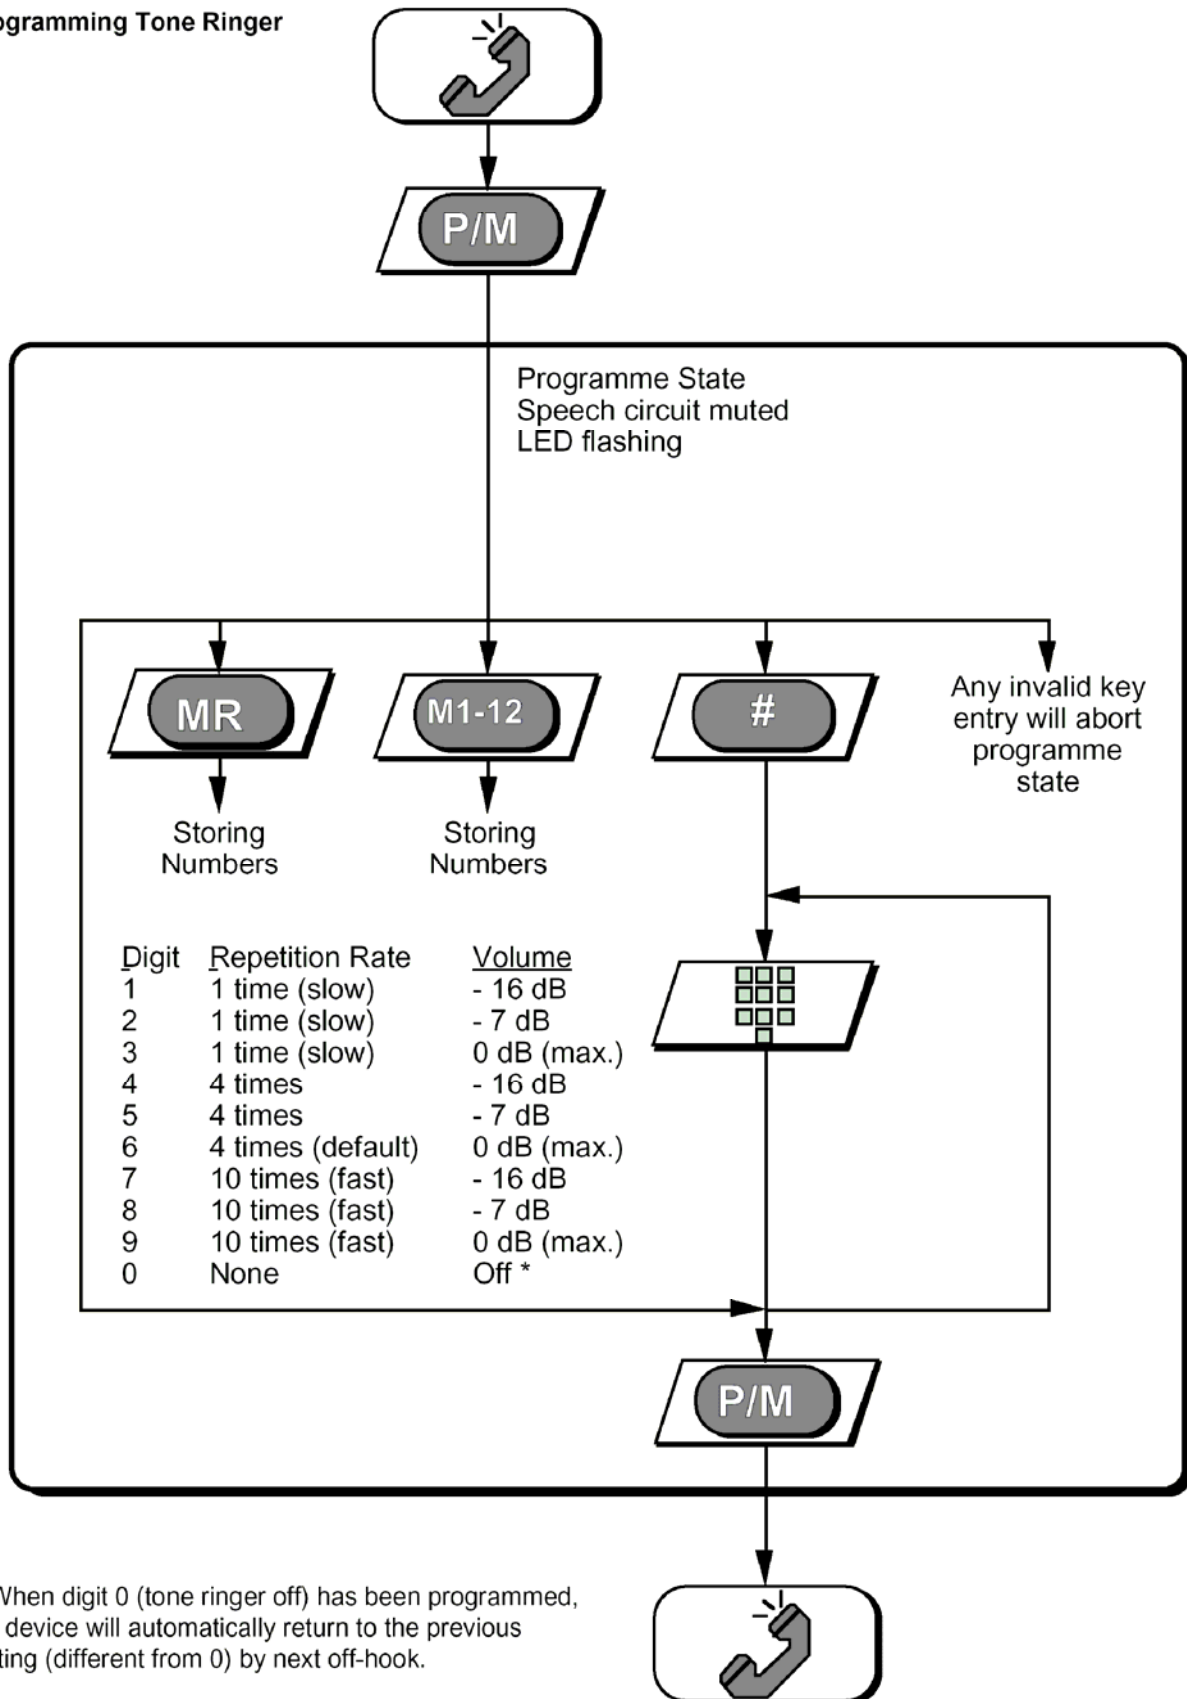 ogramming Tone Ringer
P/M
Programme State
Speech circuit muted
LED flashing
MR
M1-12
#
Any invalid key
entry will abort
programme
state
Storing
Numbers
Storing
Numbers
Digit Repetition Rate Volume
1 1 time (slow) - 16 dB
2 1 time (slow) - 7 dB
3 1 time (slow) 0 dB (max.)
4 4 times - 16 dB
5 4 times - 7 dB
6 4 times (default) 0 dB (max.)
7 10 times (fast) - 16 dB
8 10 times (fast) - 7 dB
9 10 times (fast) 0 dB (max.)
0 None Off *
P/M
When digit 0 (tone ringer off) has been programmed,
device will automatically return to the previous
ting (different from 0) by next off-hook.